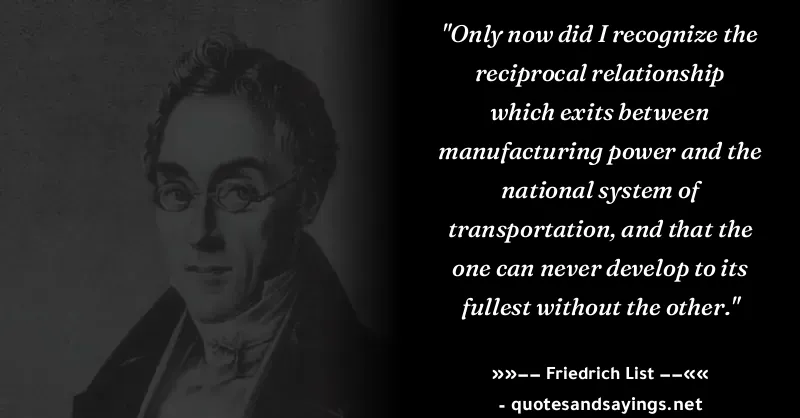 "Only now did I recognize the
reciprocal relationship
which exits between
manufacturing power and the
national system of
transportation, and that the
one can never develop to its
fullest without the other."
»»−− Friedrich List −−««
- quotesandsayings.net